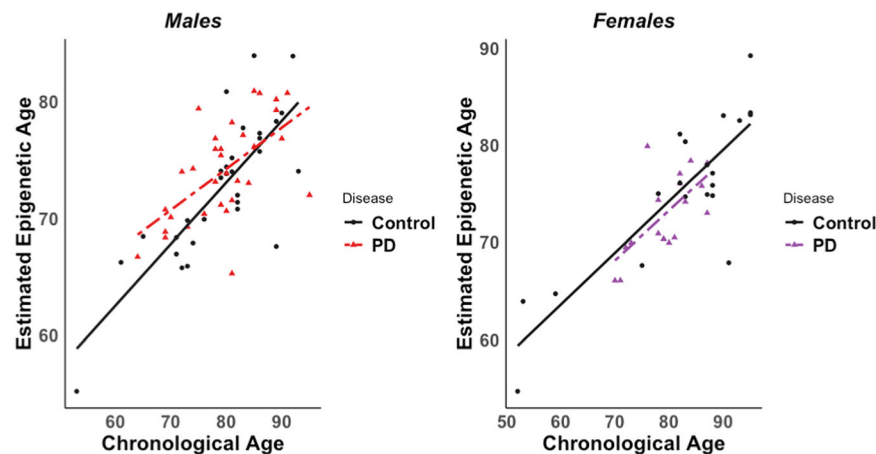 Males
Estimated Epigenetic Age
80
70
60
60 70 80 90
Chronological Age
Disease
Control
PD
Females
Estimated Epigenetic Age
90
80
70
60
50 60 70 80 90
Chronological Age
Disease
Control
PD